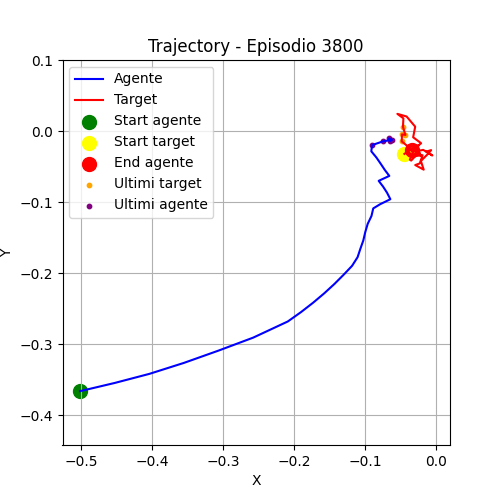 Trajectory - Episodio 3800
Agente
Target
Start agente
Start target
End agente
Ultimi target
Ultimi agente
0.1
0.0
−0.1
−0.2
−0.3
−0.4
Y
−0.5
−0.4
−0.3
−0.2
−0.1
0.0
X